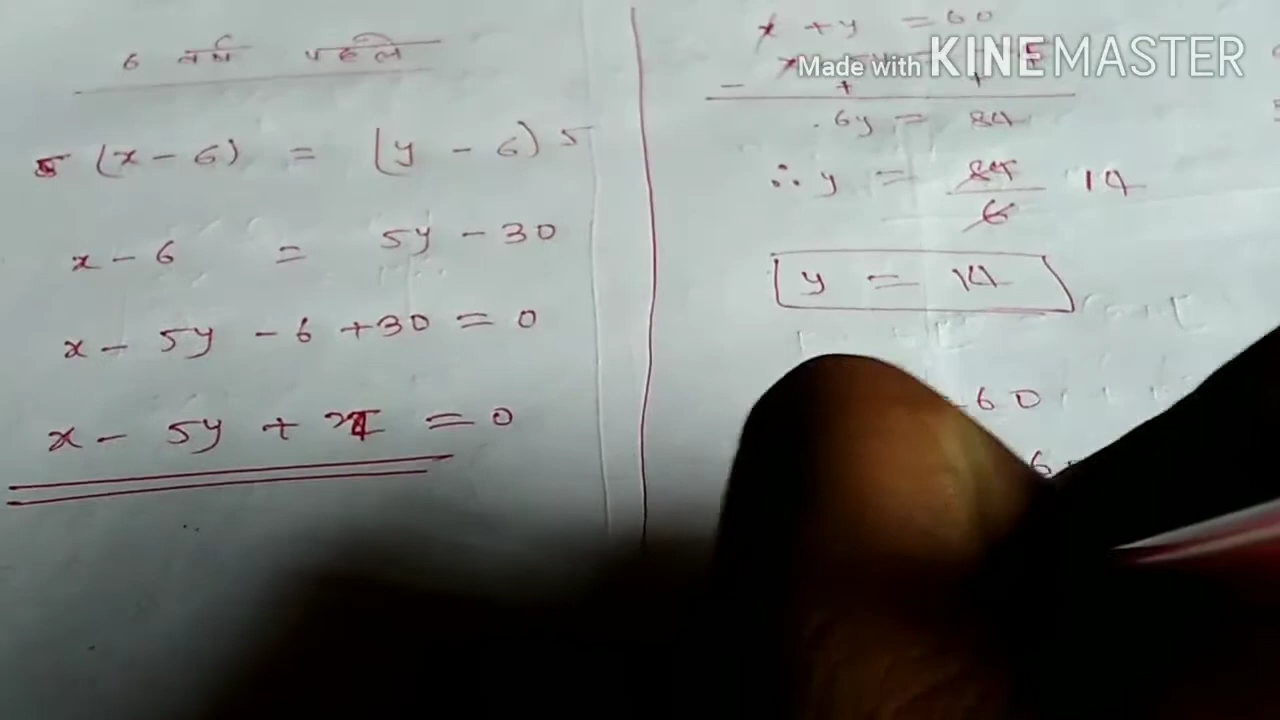 6 वर्ष पहले
(x - 6) = (y - 6) 5
x - 6 = 5y - 30
x - 5y - 6 + 30 = 0
x - 5y + = 0
x + y = 60
Made with KINEMASTER
- + +
6y = 84
∴ y = 84/6 14
y = 14
60
6